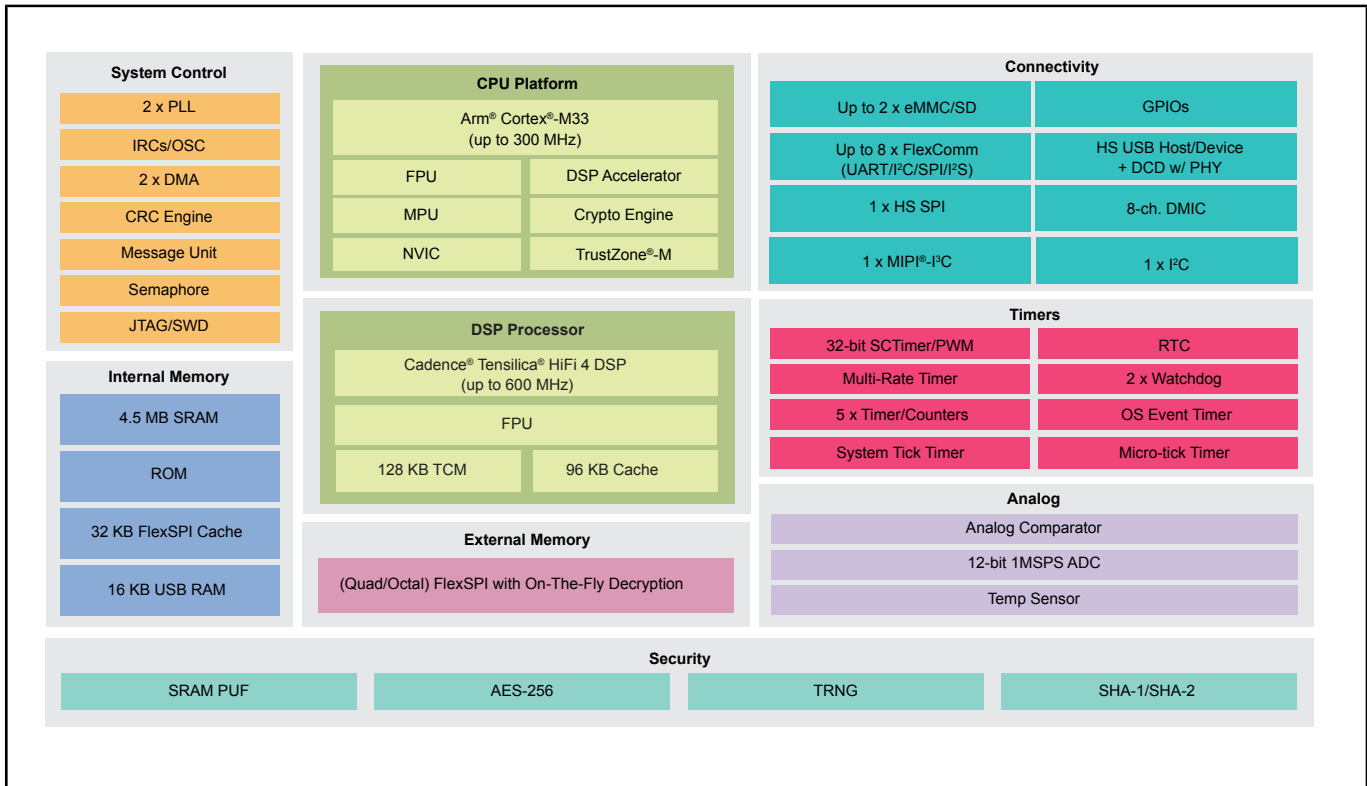 System Control
2 x PLL
IRCs/OSC
2 x DMA
CRC Engine
Message Unit
Semaphore
JTAG/SWD
Internal Memory
4.5 MB SRAM
ROM
32 KB FlexSPI Cache
16 KB USB RAM
CPU Platform
Arm® Cortex®-M33
(up to 300 MHz)
FPU
DSP Accelerator
MPU
Crypto Engine
NVIC
TrustZone®-M
DSP Processor
Cadence® Tensilica® HiFi 4 DSP
(up to 600 MHz)
FPU
128 KB TCM
96 KB Cache
External Memory
(Quad/Octal) FlexSPI with On-The-Fly Decryption
Connectivity
Up to 2 x eMMC/SD
GPIOs
Up to 8 x FlexComm
(UART/I²C/SPI/I²S)
HS USB Host/Device
+ DCD w/ PHY
1 x HS SPI
8-ch. DMIC
1 x MIPI®-I³C
1 x I²C
Timers
32-bit SCTimer/PWM
RTC
Multi-Rate Timer
2 x Watchdog
5 x Timer/Counters
OS Event Timer
System Tick Timer
Micro-tick Timer
Analog
Analog Comparator
12-bit 1MSPS ADC
Temp Sensor
Security
SRAM PUF
AES-256
TRNG
SHA-1/SHA-2